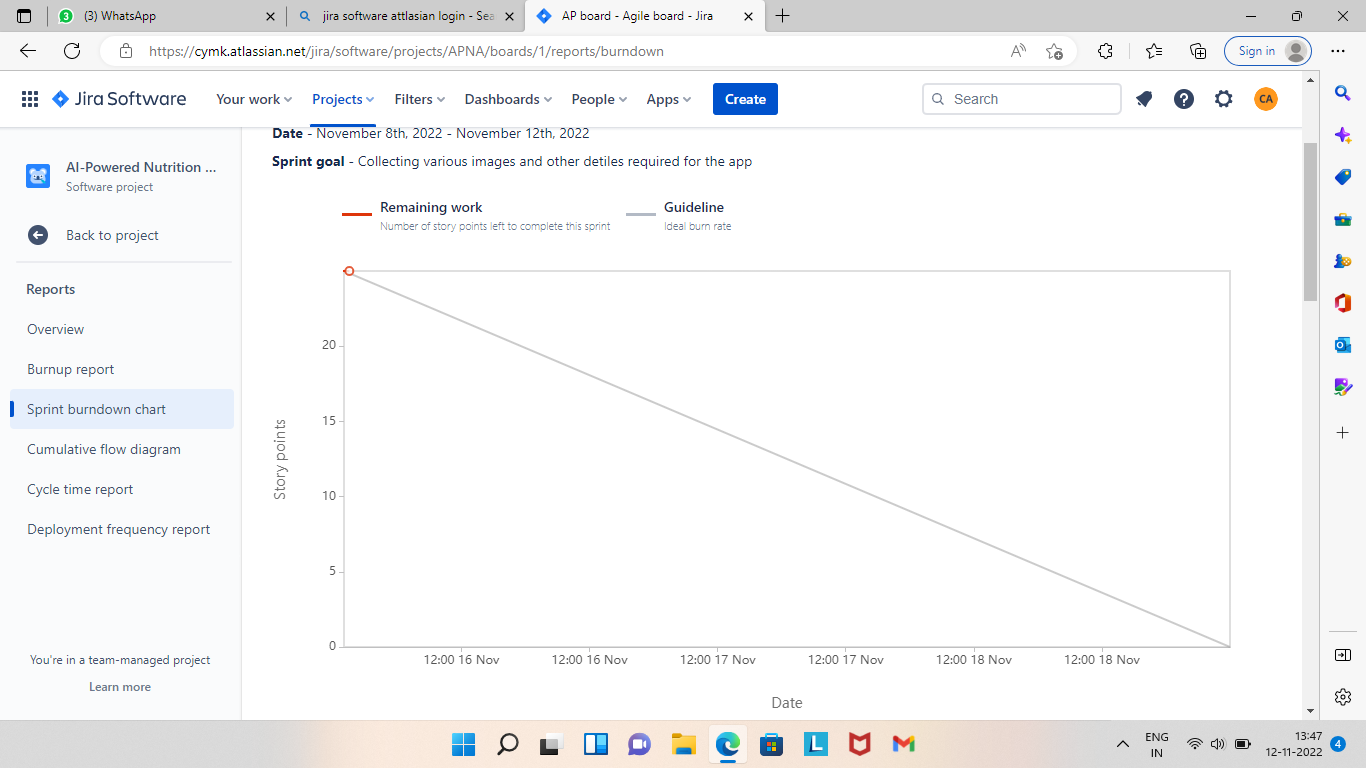 (3) WhatsApp
jira software attlasian login - Sea
AP board - Agile board - Jira
https://cymk.atlassian.net/jira/software/projects/APNA/boards/1/reports/burndown
Sign in
Jira Software
Your work
Projects
Filters
Dashboards
People
Apps
Create
Search
CA
AI-Powered Nutrition ...
Software project
Back to project
Reports
Overview
Burnup report
Sprint burndown chart
Cumulative flow diagram
Cycle time report
Deployment frequency report
You're in a team-managed project
Learn more
Date - November 8th, 2022 - November 12th, 2022
Sprint goal - Collecting various images and other detiles required for the app
Remaining work
Number of story points left to complete this sprint
Guideline
Ideal burn rate
Story points
20
15
10
5
0
12:00 16 Nov
12:00 16 Nov
12:00 17 Nov
12:00 17 Nov
12:00 18 Nov
12:00 18 Nov
Date
ENG
IN
13:47
12-11-2022
4